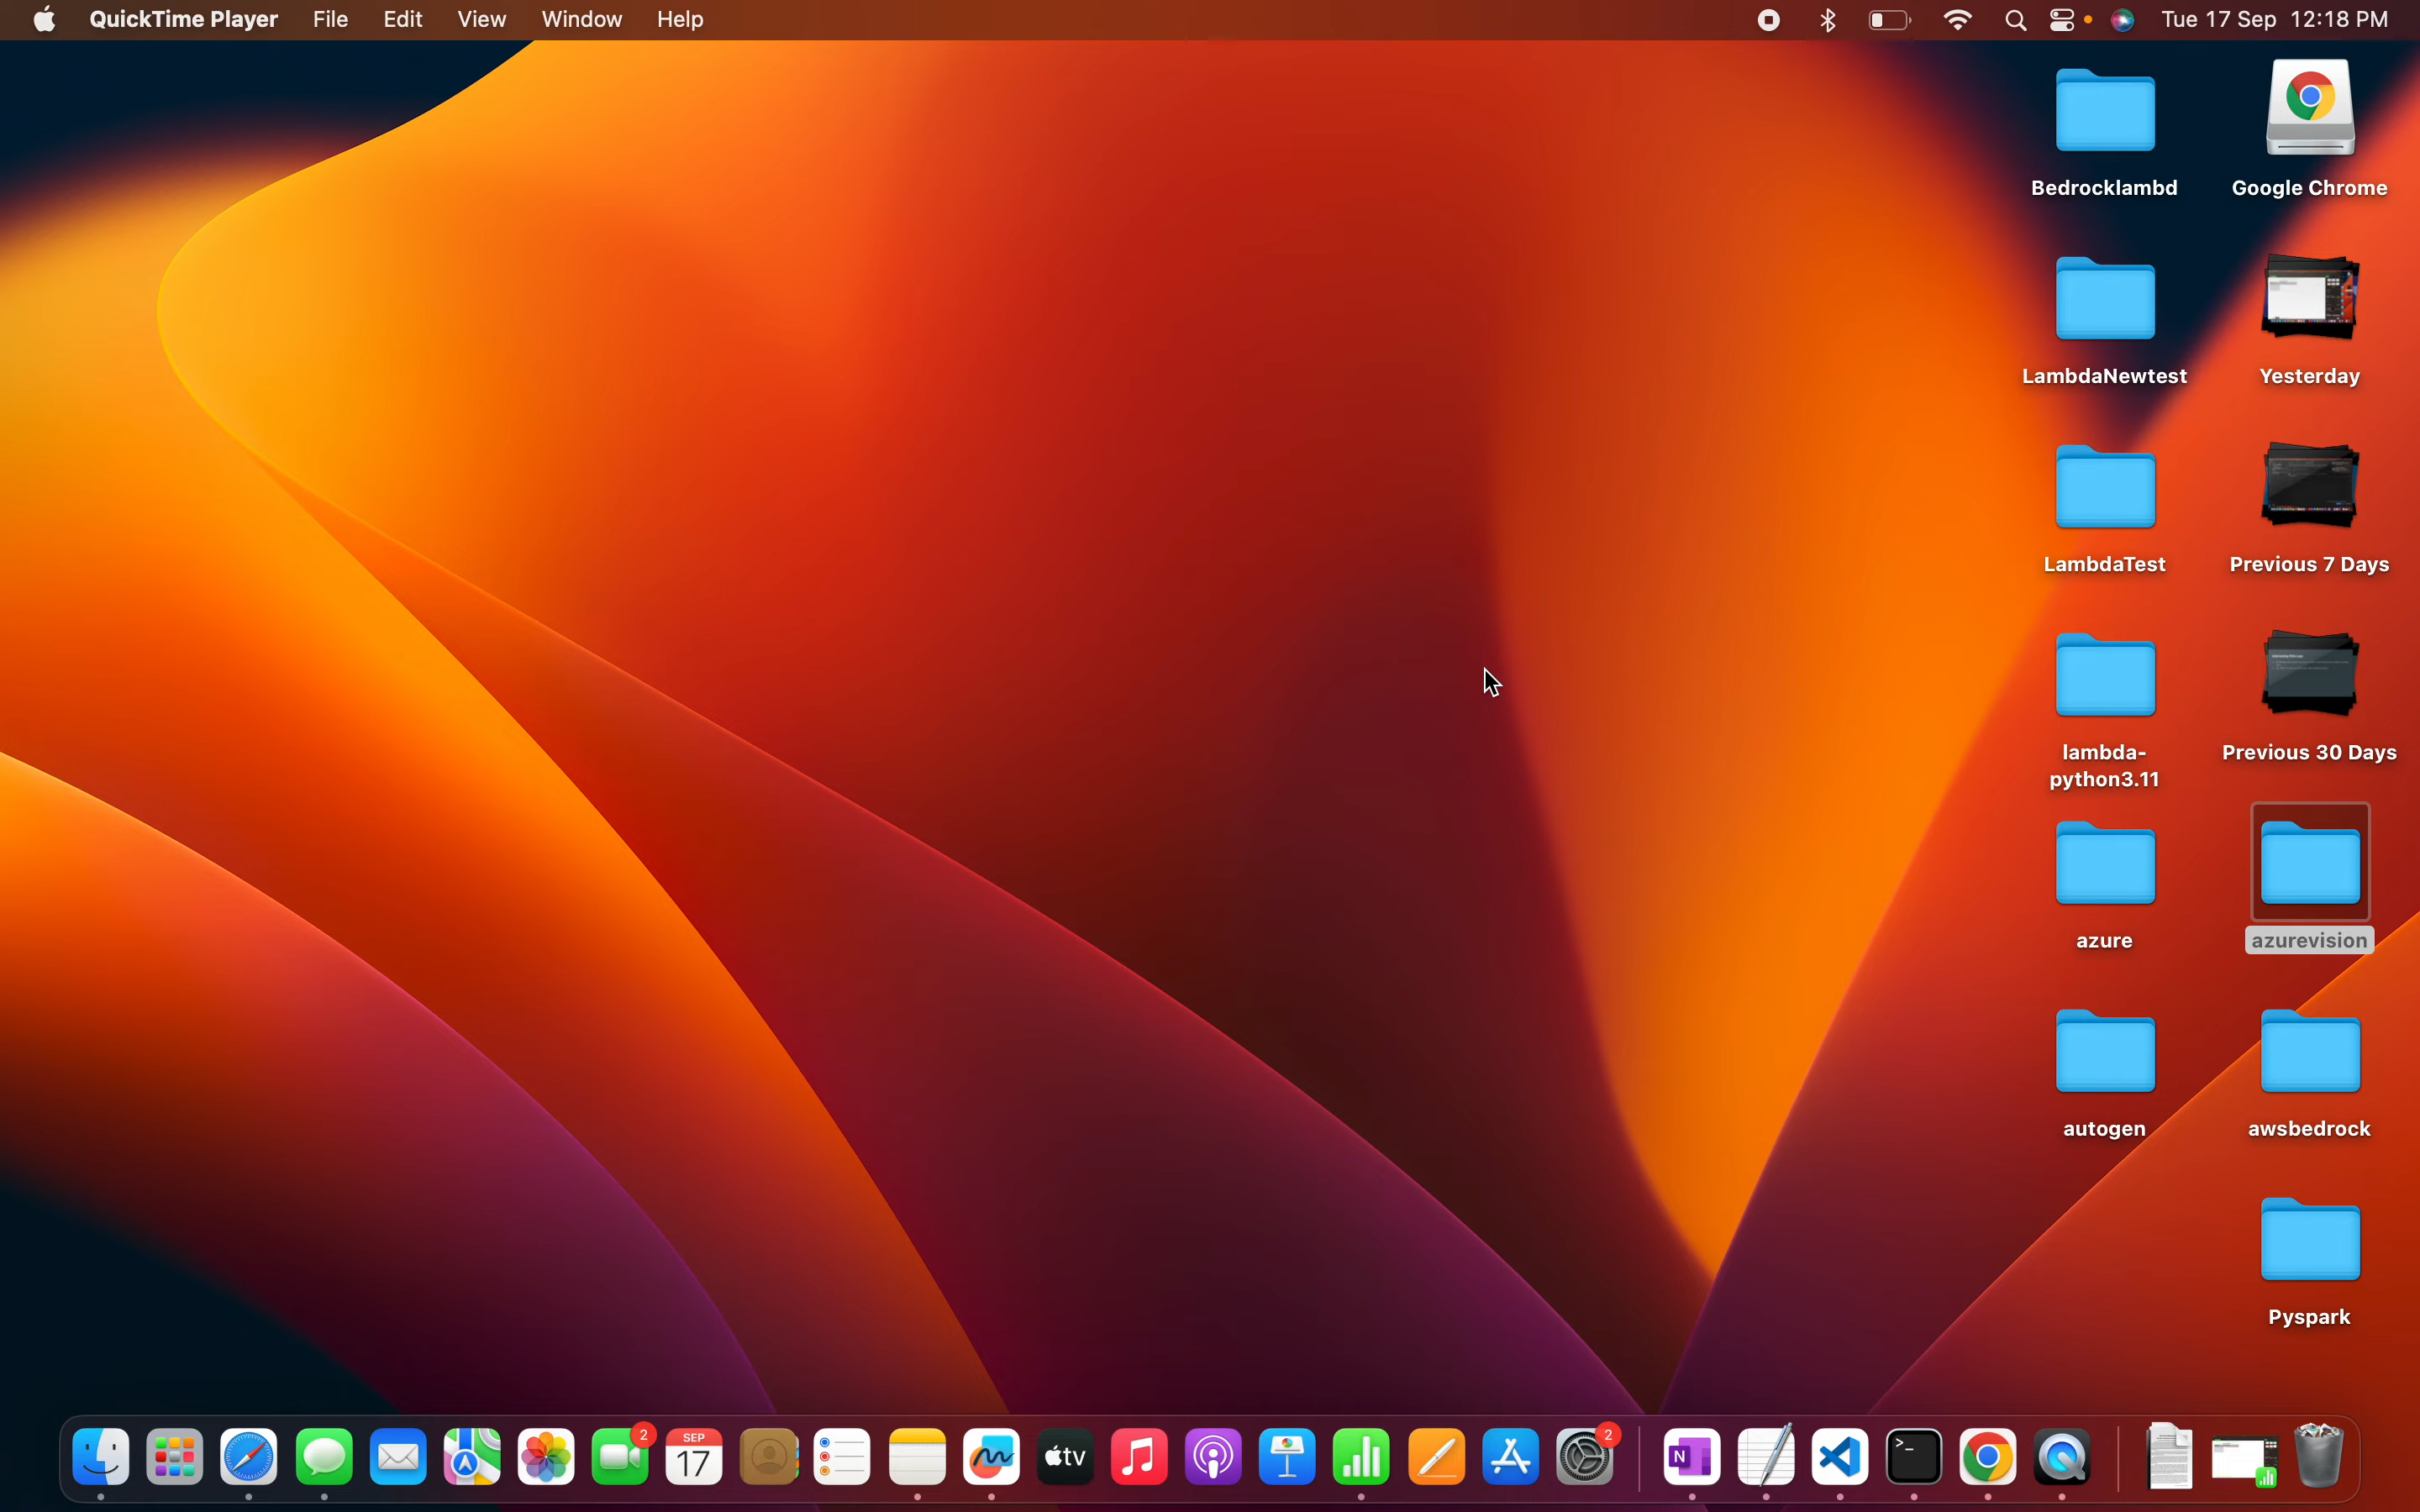 QuickTime Player File Edit View Window Help Tue 17 Sep 12:18 PM
Bedrocklambd Google Chrome
LambdaNewtest Yesterday
LambdaTest Previous 7 Days
lambda- Previous 30 Days
python3.11
azure azurevision
autogen awsbedrock
Pyspark
2 SEP 17 tv 2 N >_